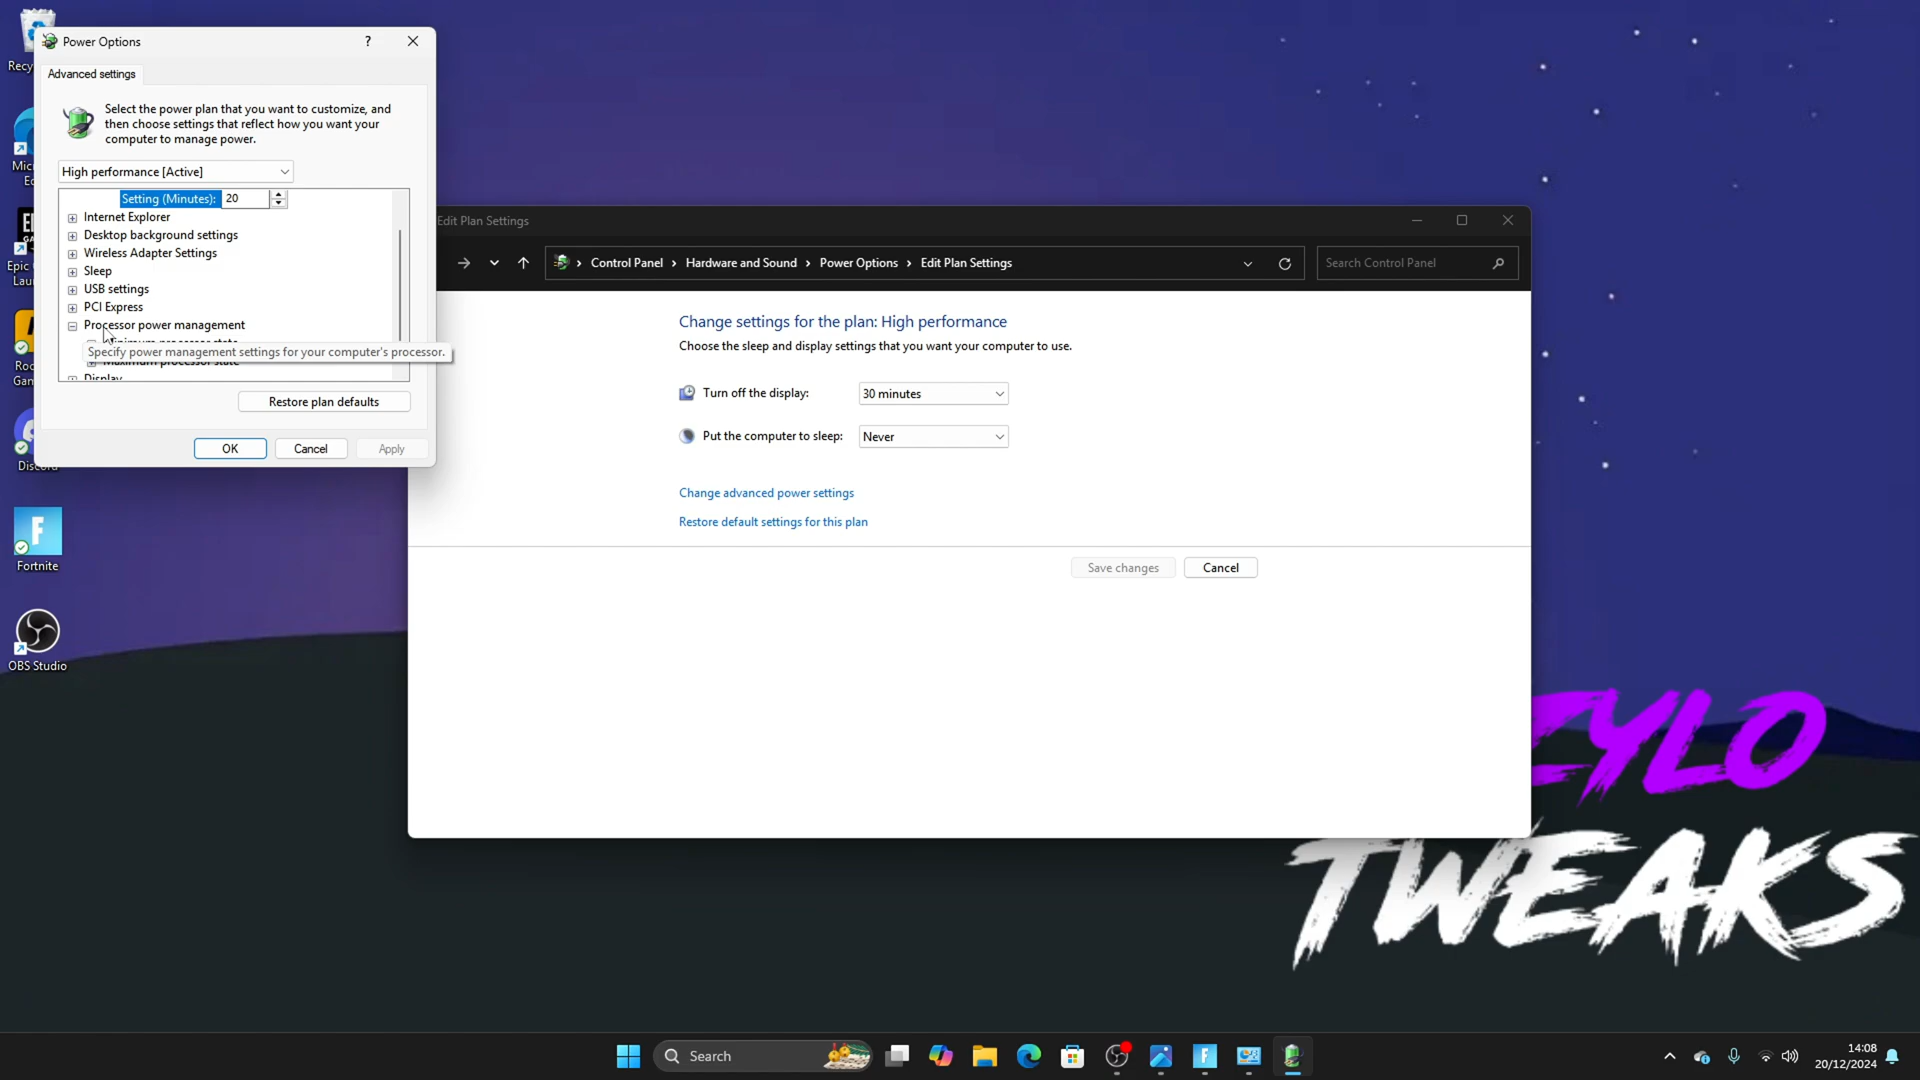 Power Options
?
Advanced settings
Select the power plan that you want to customize, and
then choose settings that reflect how you want your
computer to manage power.
High performance [Active]
Setting (Minutes): 20
Internet Explorer
Desktop background settings
Wireless Adapter Settings
Sleep
USB settings
PCI Express
Processor power management
Specify power management settings for your computer's processor.
Maximum processor state
Display
Restore plan defaults
OK Cancel Apply
Edit Plan Settings
Control Panel > Hardware and Sound > Power Options > Edit Plan Settings
Search Control Panel
Change settings for the plan: High performance
Choose the sleep and display settings that you want your computer to use.
Turn off the display: 30 minutes
Put the computer to sleep: Never
Change advanced power settings
Restore default settings for this plan
Save changes Cancel
Recy
Mic
Ed
Epic
Lau
Roc
Gam
Discord
F
Fortnite
OBS Studio
ZYLO
TWEAKS
Search
F
14:08
20/12/2024